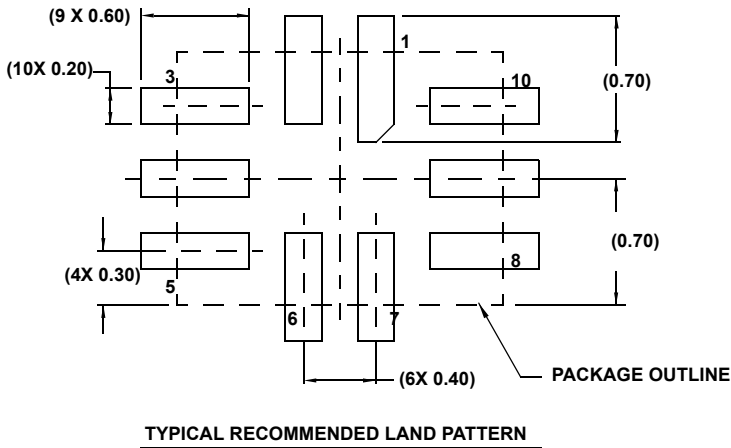 (9 X 0.60)
1
(10X 0.20)
3
10
(0.70)
(0.70)
(4X 0.30)
5
8
6
7
(6X 0.40)
PACKAGE OUTLINE
TYPICAL RECOMMENDED LAND PATTERN